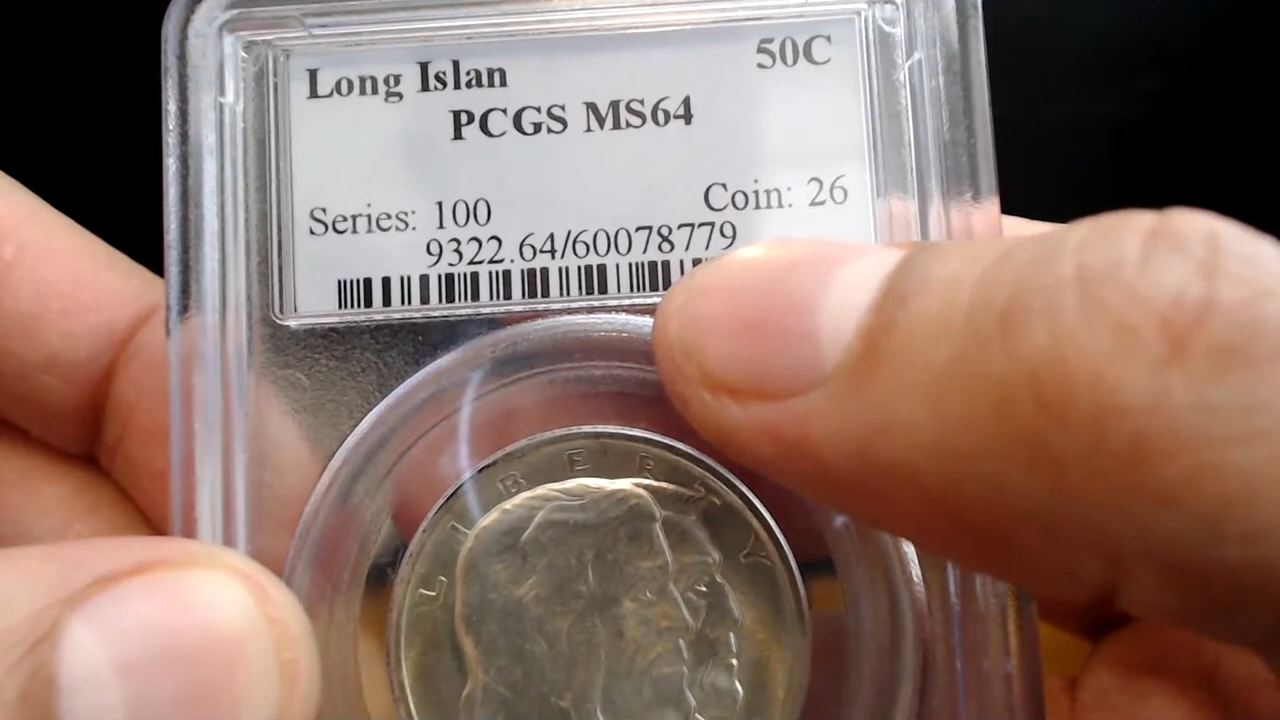 Long Islan 50C
PCGS MS64
Series: 100 Coin: 26
9322.64/60078779
LIBERTY